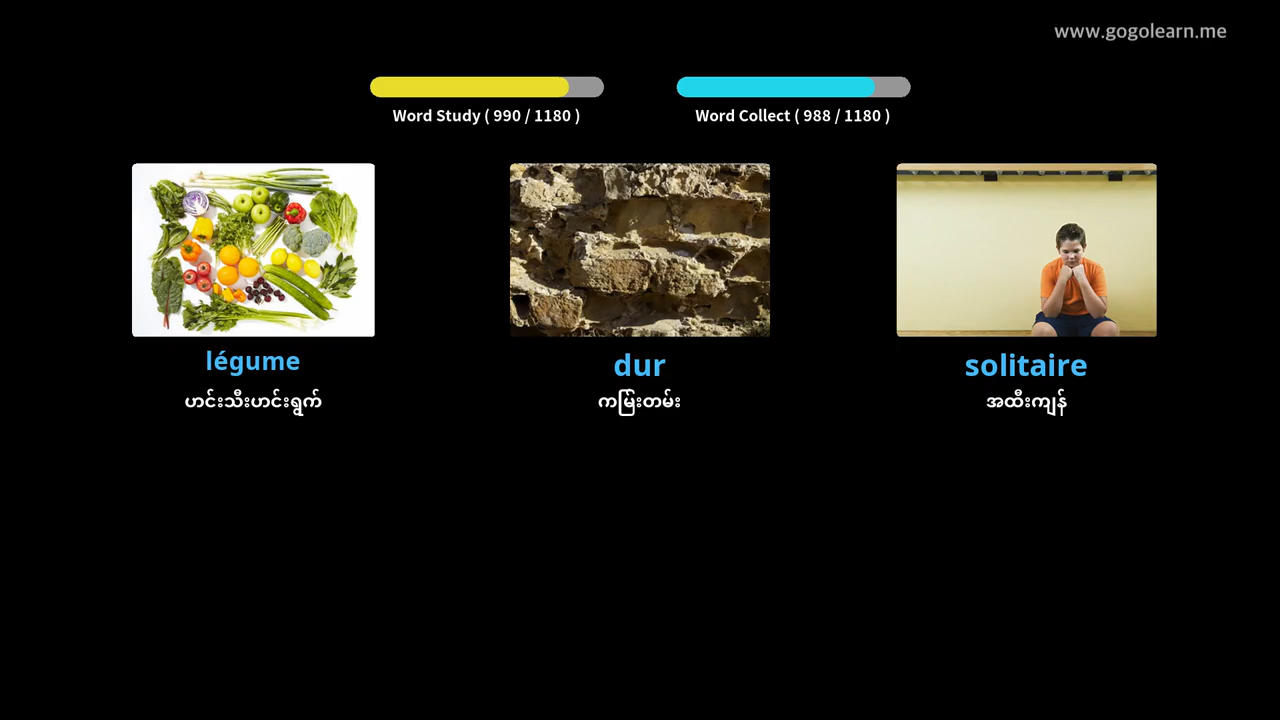 www.gogolearn.me
Word Study ( 990 / 1180 )
Word Collect ( 988 / 1180 )
légume
dur
solitaire
ဟင်းသီးဟင်းရွက်
ကမြ်းတမ်း
အထီးကျန်